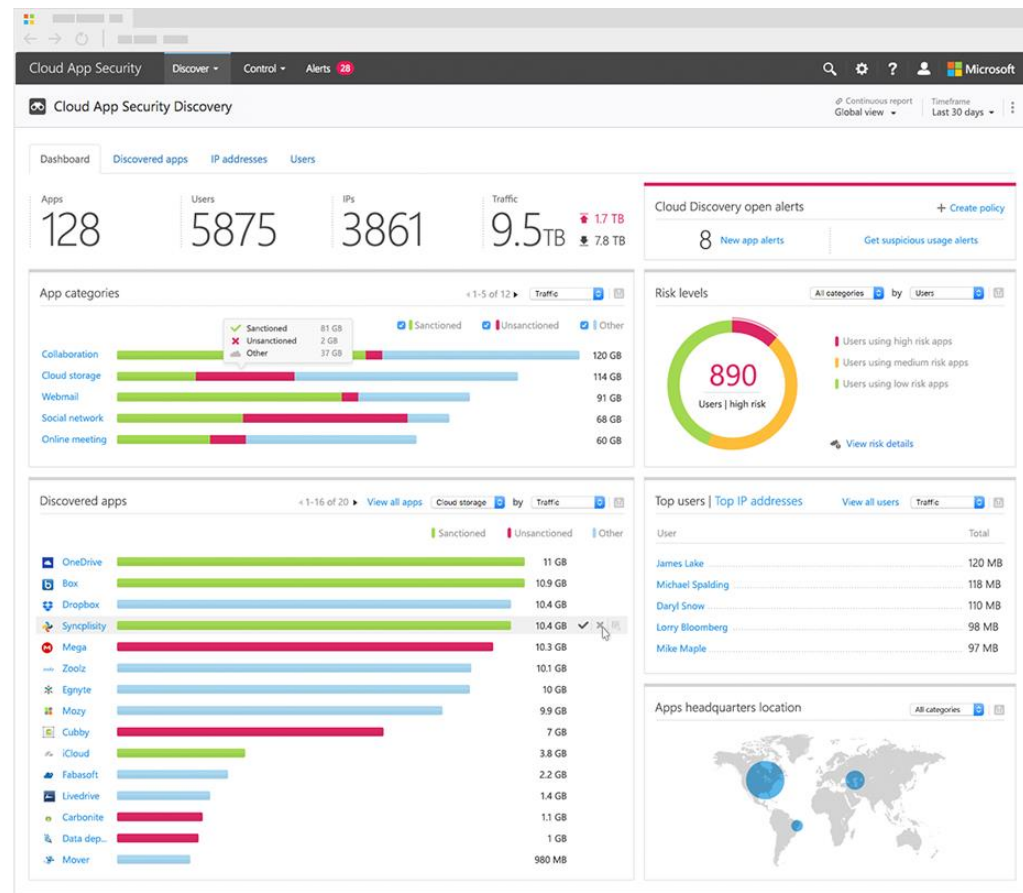 Cloud App Security Discover Control Alerts 28 ? Microsoft
Cloud App Security Discovery
Continuous report
Global view
Timeframe
Last 30 days
Dashboard Discovered apps IP addresses Users
Apps
128
Users
5875
IPs
3861
Traffic
9.5TB
1.7 TB
7.8 TB
Cloud Discovery open alerts + Create policy
8 New app alerts Get suspicious usage alerts
App categories 1-5 of 12 Traffic
Sanctioned Unsanctioned Other
Sanctioned 81 GB
Unsanctioned 2 GB
Other 37 GB
Collaboration 120 GB
Cloud storage 114 GB
Webmail 91 GB
Social network 68 GB
Online meeting 60 GB
Risk levels All categories by Users
890
Users | high risk
Users using high risk apps
Users using medium risk apps
Users using low risk apps
View risk details
Discovered apps 1-16 of 20 View all apps Cloud storage by Traffic
Sanctioned Unsanctioned Other
OneDrive 11 GB
Box 10.9 GB
Dropbox 10.4 GB
Syncplisity 10.4 GB
Mega 10.3 GB
Zoolz 10.1 GB
Egnyte 10 GB
Mozy 9.9 GB
Cubby 7 GB
iCloud 3.8 GB
Fabasoft 2.2 GB
Livedrive 1.4 GB
Carbonite 1.1 GB
Data dep... 1 GB
Mover 980 MB
Top users | Top IP addresses View all users Traffic
User Total
James Lake 120 MB
Michael Spalding 118 MB
Daryl Snow 110 MB
Lorry Bloomberg 98 MB
Mike Maple 97 MB
Apps headquarters location All categories